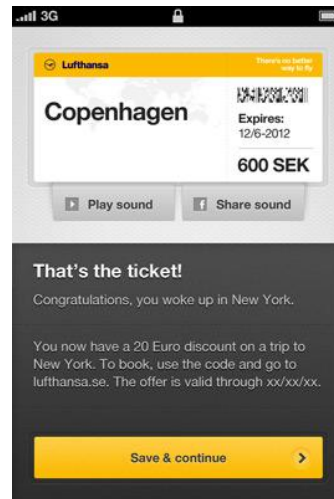 3G
Lufthansa
There's no better
way to fly
Copenhagen
Expires:
12/6-2012
600 SEK
Play sound
Share sound
That's the ticket!
Congratulations, you woke up in New York.
You now have a 20 Euro discount on a trip to
New York. To book, use the code and go to
lufthansa.se. The offer is valid through xx/xx/xx.
Save & continue